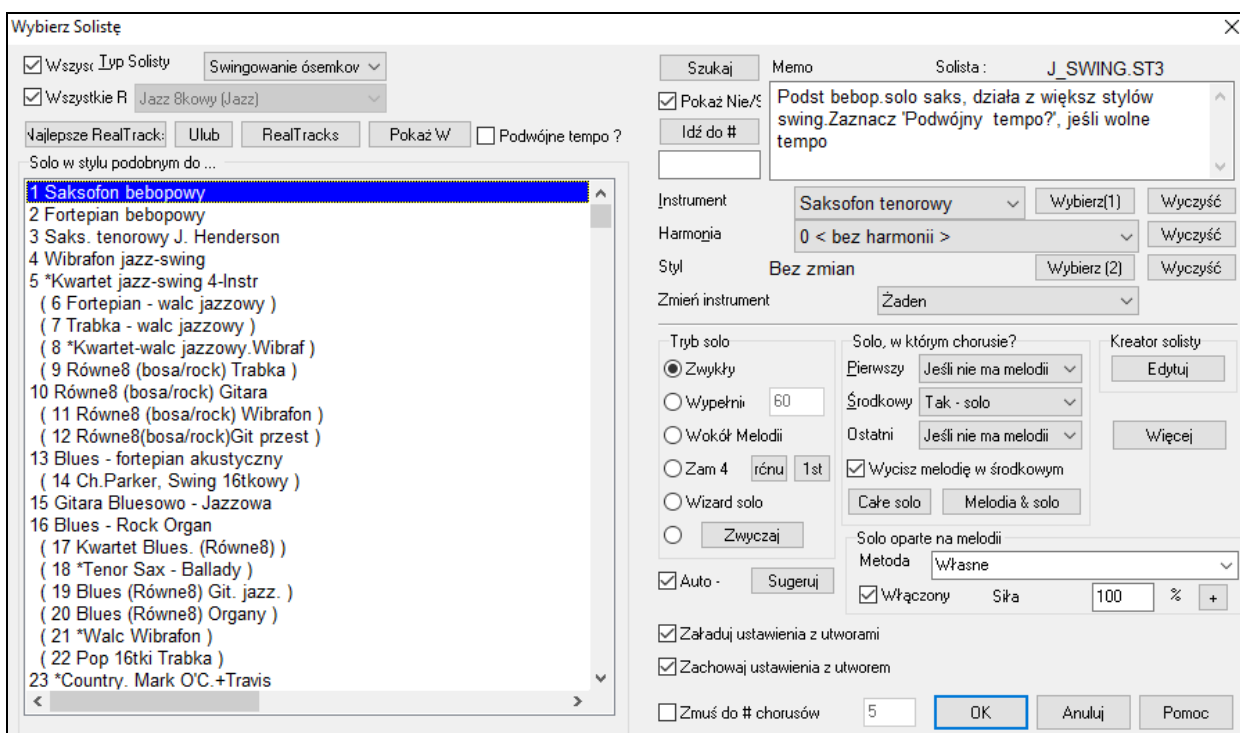 Wybierz Solistę
Wszysc Typ Solisty Swingowanie ósemkov
Wszystkie R Jazz 8kowy (Jazz)
Najlepsze RealTrack: Ulub RealTracks Pokaż W Podwójne tempo ?
Solo w stylu podobnym do ...
1 Saksofon bebopowy
2 Fortepian bebopowy
3 Saks. tenorowy J. Henderson
4 Wibrafon jazz-swing
5 *Kwartet jazz-swing 4-Instr
( 6 Fortepian - walc jazzowy )
( 7 Trabka - walc jazzowy )
( 8 *Kwartet-walc jazzowy.Wibraf )
( 9 Równe8 (bosa/rock) Trabka )
10 Równe8 (bosa/rock) Gitara
( 11 Równe8 (bosa/rock) Wibrafon )
( 12 Równe8(bosa/rock)Git przest )
13 Blues - fortepian akustyczny
( 14 Ch.Parker, Swing 16tkowy )
15 Gitara Bluesowo - Jazzowa
16 Blues - Rock Organ
( 17 Kwartet Blues. (Równe8) )
( 18 *Tenor Sax - Ballady )
( 19 Blues (Równe8) Git. jazz. )
( 20 Blues (Równe8) Organy )
( 21 *Walc Wibrafon )
( 22 Pop 16tki Trabka )
23 *Country. Mark O'C.+Travis
Szukaj Memo Solista : J_SWING.ST3
Pokaż Nie/S
Idź do #
Podst bebop.solo saks, działa z większ stylów
swing.Zaznacz 'Podwójny tempo?', jeśli wolne
tempo
Instrument Saksofon tenorowy Wybierz(1) Wyczyść
Harmonia 0 < bez harmonii > Wyczyść
Styl Bez zmian Wybierz (2) Wyczyść
Zmień instrument Żaden
Tryb solo
Zwykły
Wypełnii 60
Wokół Melodii
Zam 4 rónu 1st
Wizard solo
Zwyczaj
Auto - Sugeruj
Solo, w którym chorusie?
Pierwszy Jeśli nie ma melodii
Środkowy Tak - solo
Ostatni Jeśli nie ma melodii
Wycisz melodię w środkowym
Całe solo Melodia & solo
Kreator solisty
Edytuj
Więcej
Solo oparte na melodii
Metoda Własne
Włączony Siła 100 % +
Załaduj ustawienia z utworami
Zachowaj ustawienia z utworem
Zmuś do # chorusów 5 OK Anuluj Pomoc